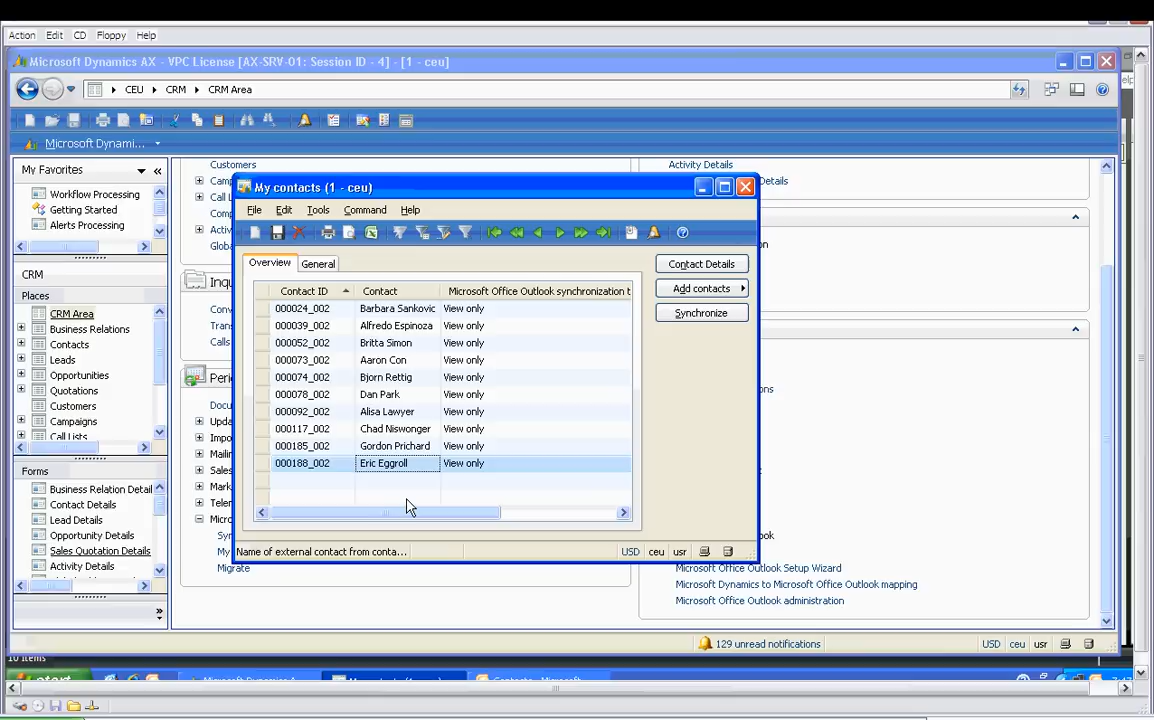 Action Edit CD Floppy Help
Microsoft Dynamics AX - VPC License [AX-SRV-01: Session ID - 4] - [1 - ceu]
CEU CRM CRM Area
Microsoft Dynami...
My Favorites
Workflow Processing
Getting Started
Alerts Processing
CRM
Places
CRM Area
Business Relations
Contacts
Leads
Opportunities
Quotations
Customers
Campaigns
Call Lists
Forms
Business Relation Detail
Contact Details
Lead Details
Opportunity Details
Sales Quotation Details
Activity Details
Customers
Activity Details
My contacts (1 - ceu)
File Edit Tools Command Help
Overview General
Contact ID Contact Microsoft Office Outlook synchronization t
000024_002 Barbara Sankovic View only
000039_002 Alfredo Espinoza View only
000052_002 Britta Simon View only
000073_002 Aaron Con View only
000074_002 Bjorn Rettig View only
000078_002 Dan Park View only
000092_002 Alisa Lawyer View only
000117_002 Chad Niswonger View only
000185_002 Gordon Prichard View only
000188_002 Eric Eggroll View only
Contact Details
Add contacts
Synchronize
Name of external contact from conta... USD ceu usr
Migrate
Microsoft Office Outlook Setup Wizard
Microsoft Dynamics to Microsoft Office Outlook mapping
Microsoft Office Outlook administration
129 unread notifications USD ceu usr
10 items